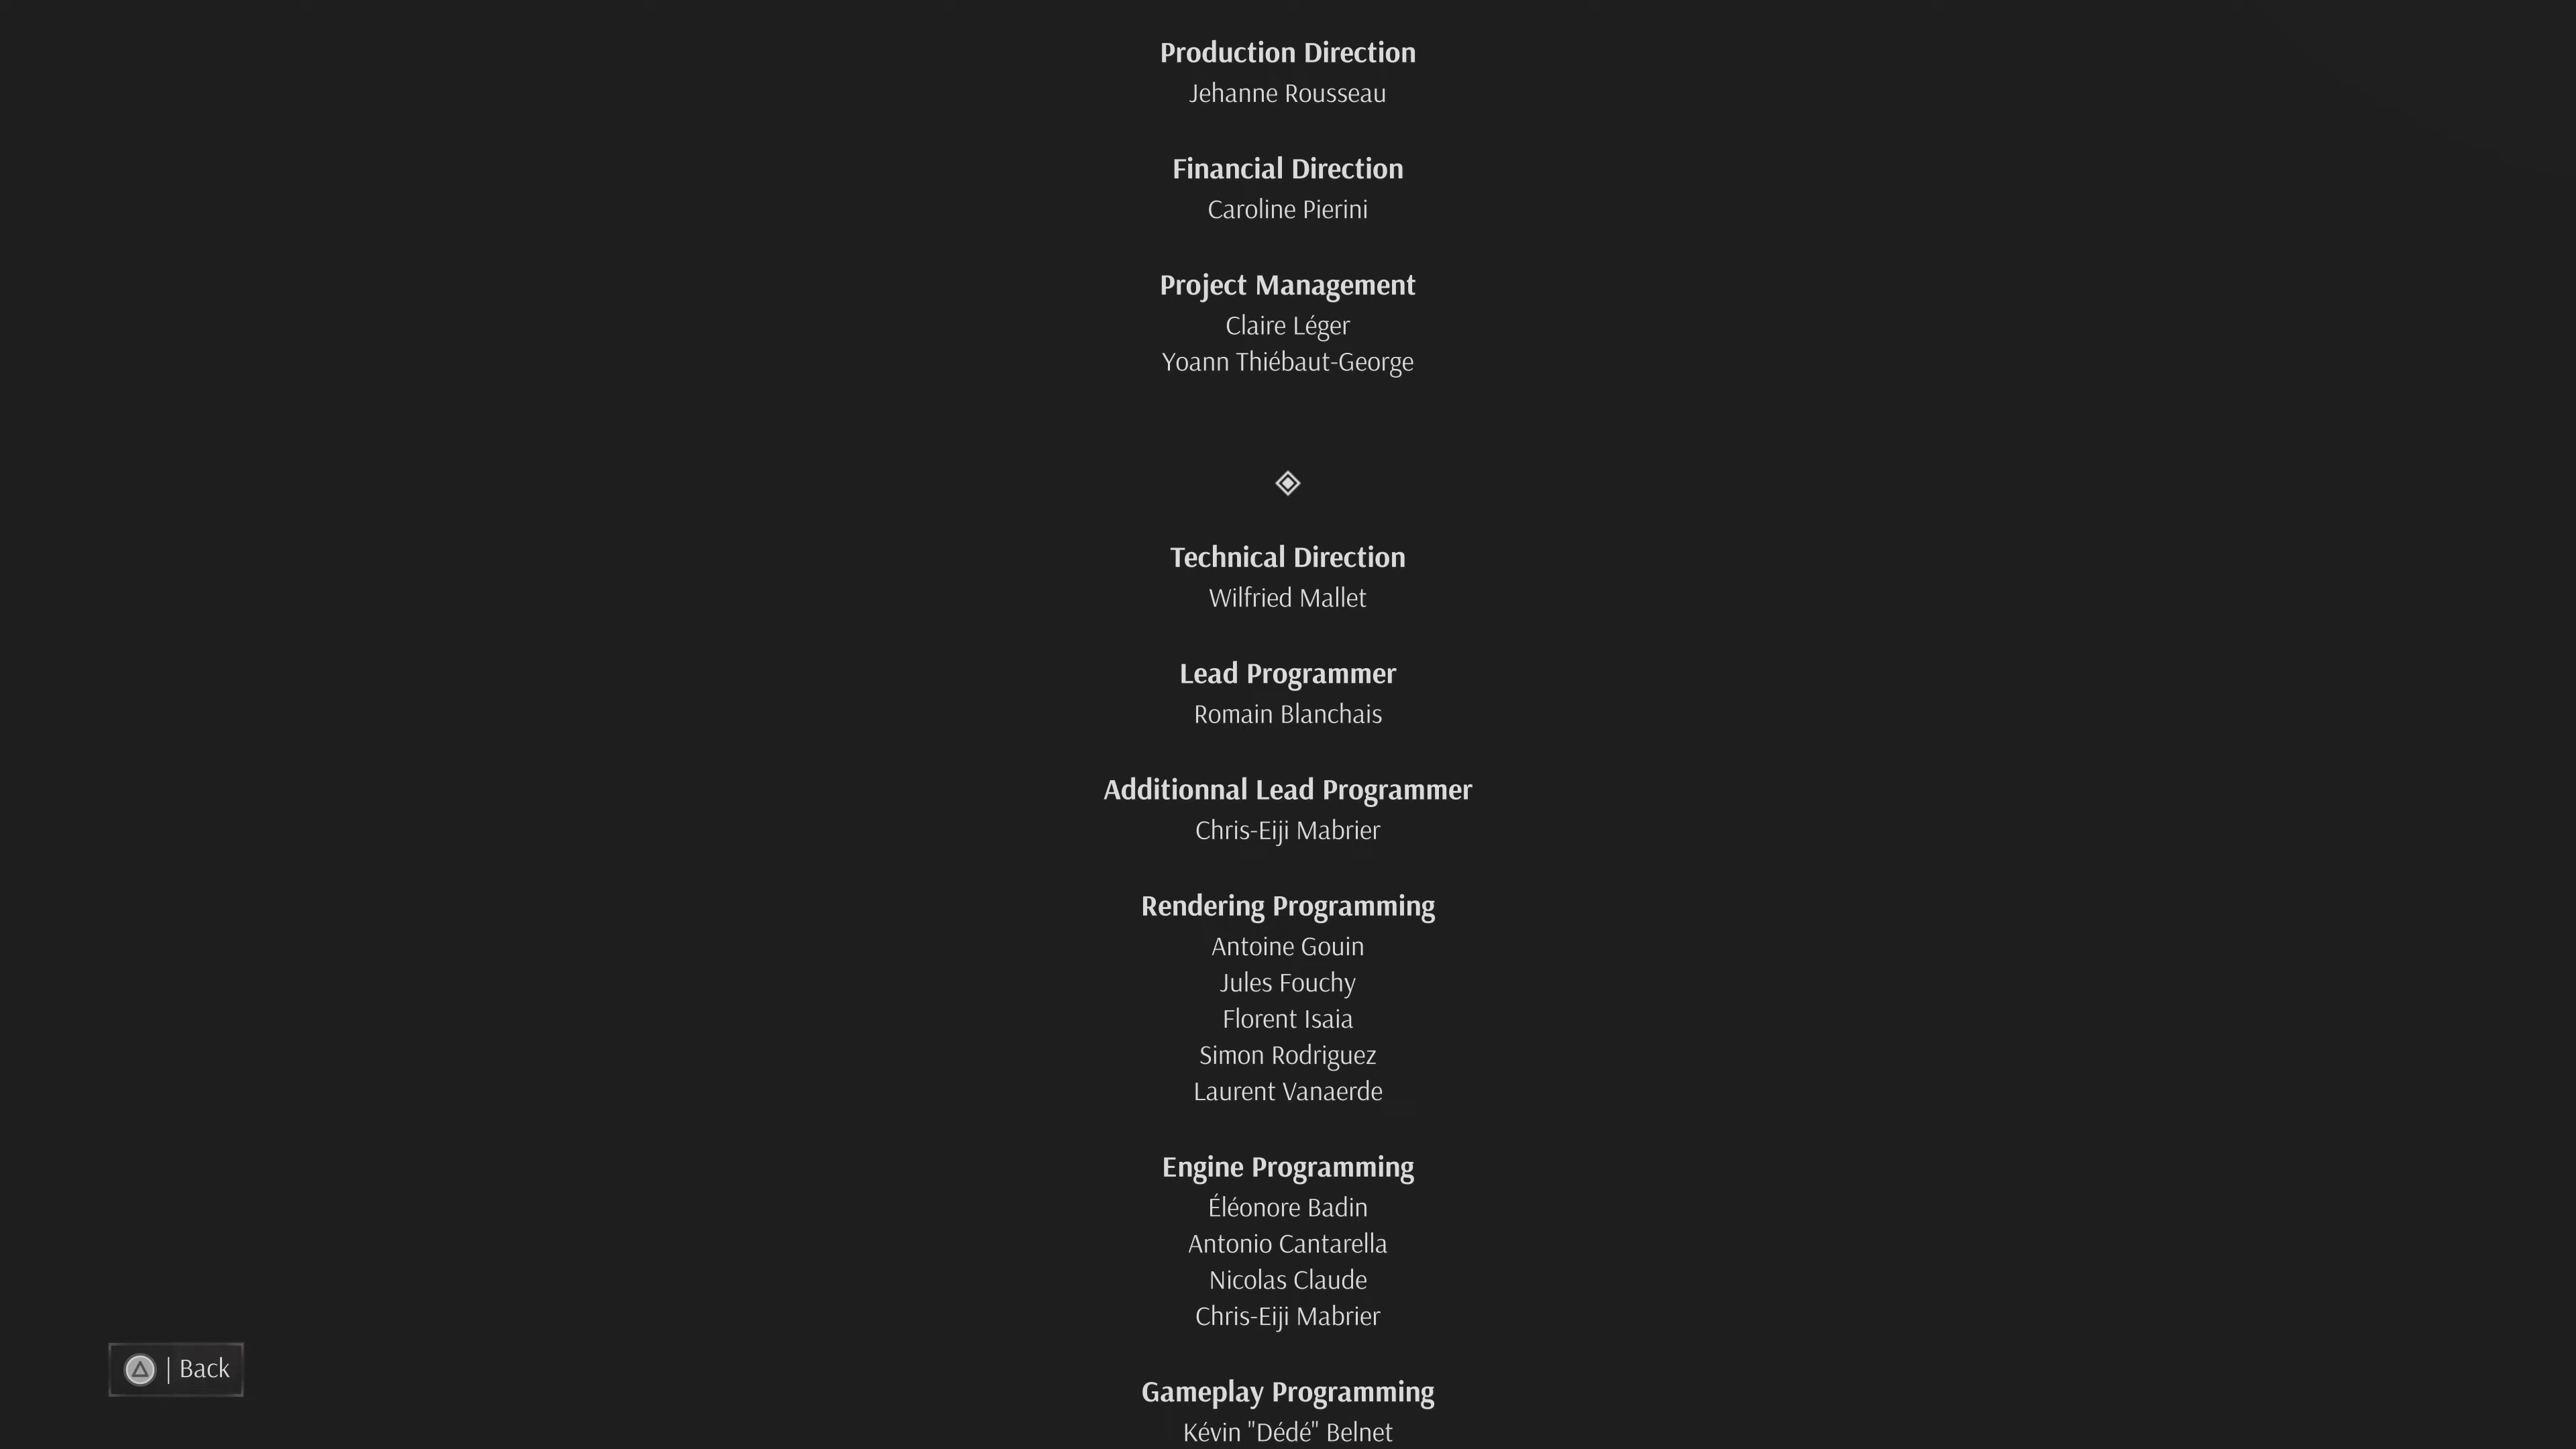 Production Direction
Jehanne Rousseau
Financial Direction
Caroline Pierini
Project Management
Claire Léger
Yoann Thiébaut-George
Technical Direction
Wilfried Mallet
Lead Programmer
Romain Blanchais
Additionnal Lead Programmer
Chris-Eiji Mabrier
Rendering Programming
Antoine Gouin
Jules Fouchy
Florent Isaia
Simon Rodriguez
Laurent Vanaerde
Engine Programming
Éléonore Badin
Antonio Cantarella
Nicolas Claude
Chris-Eiji Mabrier
| Back
Gameplay Programming
Kévin "Dédé" Belnet